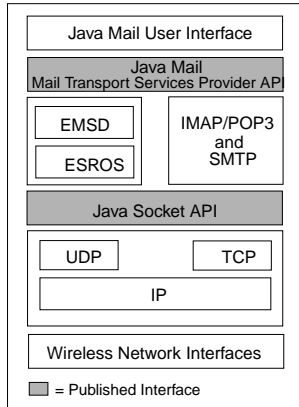 Java Mail User Interface
Java Mail
Mail Transport Services Provider API
EMSD
ESROS
IMAP/POP3
and
SMTP
Java Socket API
UDP
TCP
IP
Wireless Network Interfaces
= Published Interface